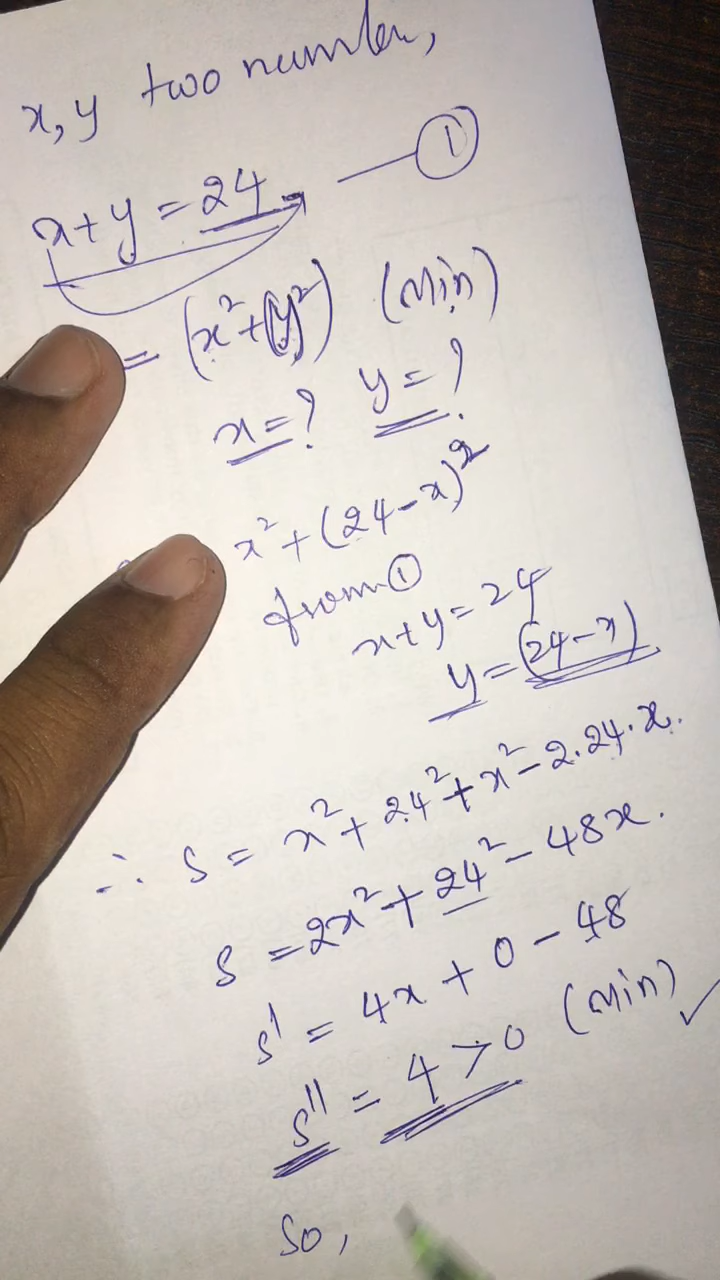 x, y two number,
x+y = 24 — ①
= (x²+y²) (Min)
x=? y=?
x²+(24-x)²
from ①
x+y=24
y=(24-x)
∴ S = x²+24²+x²-2.24.x.
S = 2x²+24²-48x.
S' = 4x+0-48
S'' = 4>0 (Min) ✓
So,